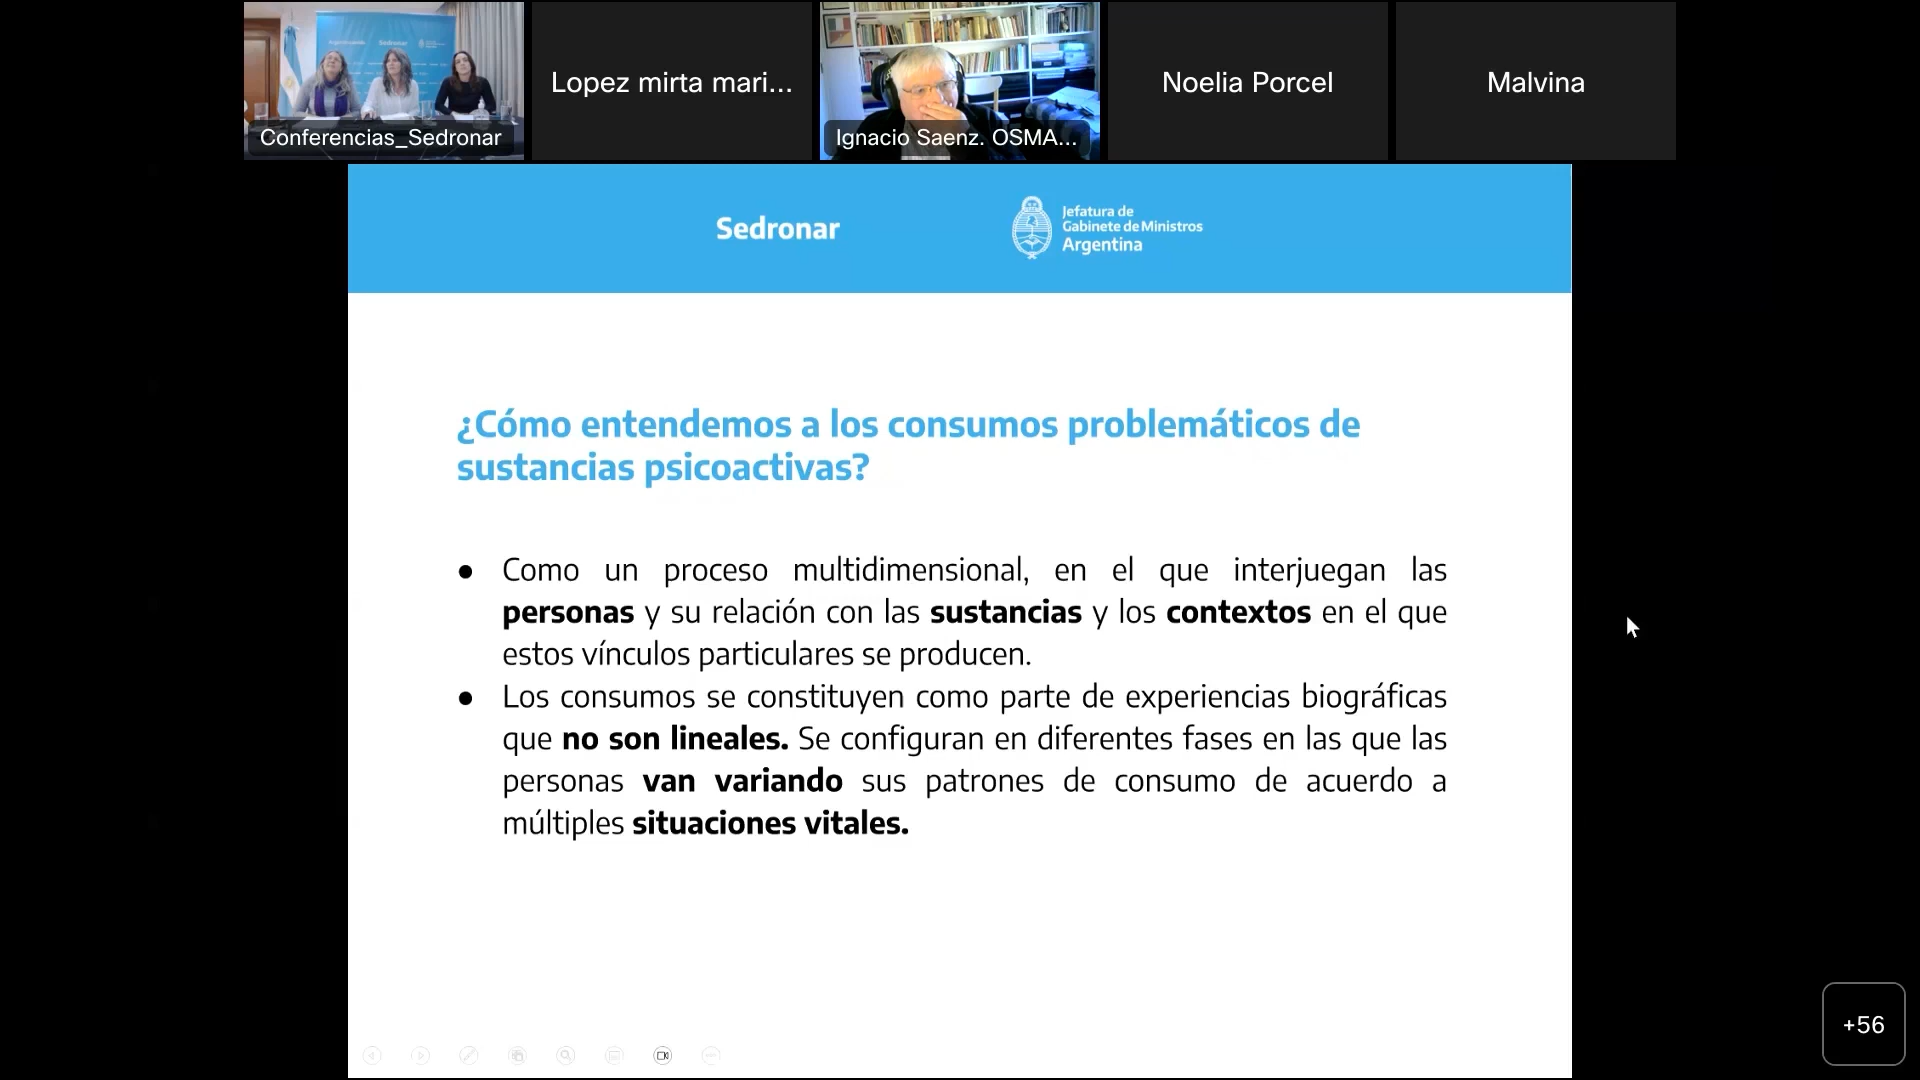 Sedronar
Conferencias_Sedronar
Lopez mirta mari...
Ignacio Saenz. OSMA...
Noelia Porcel
Malvina
Sedronar
Jefatura de
Gabinete de Ministros
Argentina
¿Cómo entendemos a los consumos problemáticos de
sustancias psicoactivas?
● Como un proceso multidimensional, en el que interjuegan las
personas y su relación con las sustancias y los contextos en el que
estos vínculos particulares se producen.
● Los consumos se constituyen como parte de experiencias biográficas
que no son lineales. Se configuran en diferentes fases en las que las
personas van variando sus patrones de consumo de acuerdo a
múltiples situaciones vitales.
+56